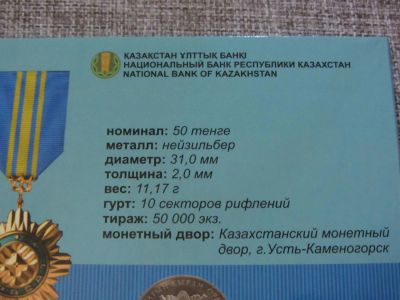 ҚАЗАҚСТАН ҰЛТТЫҚ БАНКІ
НАЦИОНАЛЬНЫЙ БАНК РЕСПУБЛИКИ КАЗАХСТАН
NATIONAL BANK OF KAZAKHSTAN
номинал: 50 тенге
металл: нейзильбер
диаметр: 31,0 мм
толщина: 2,0 мм
вес: 11,17 г
гурт: 10 секторов рифлений
тираж: 50 000 экз.
монетный двор: Казахстанский монетный
двор, г.Усть-Каменогорск